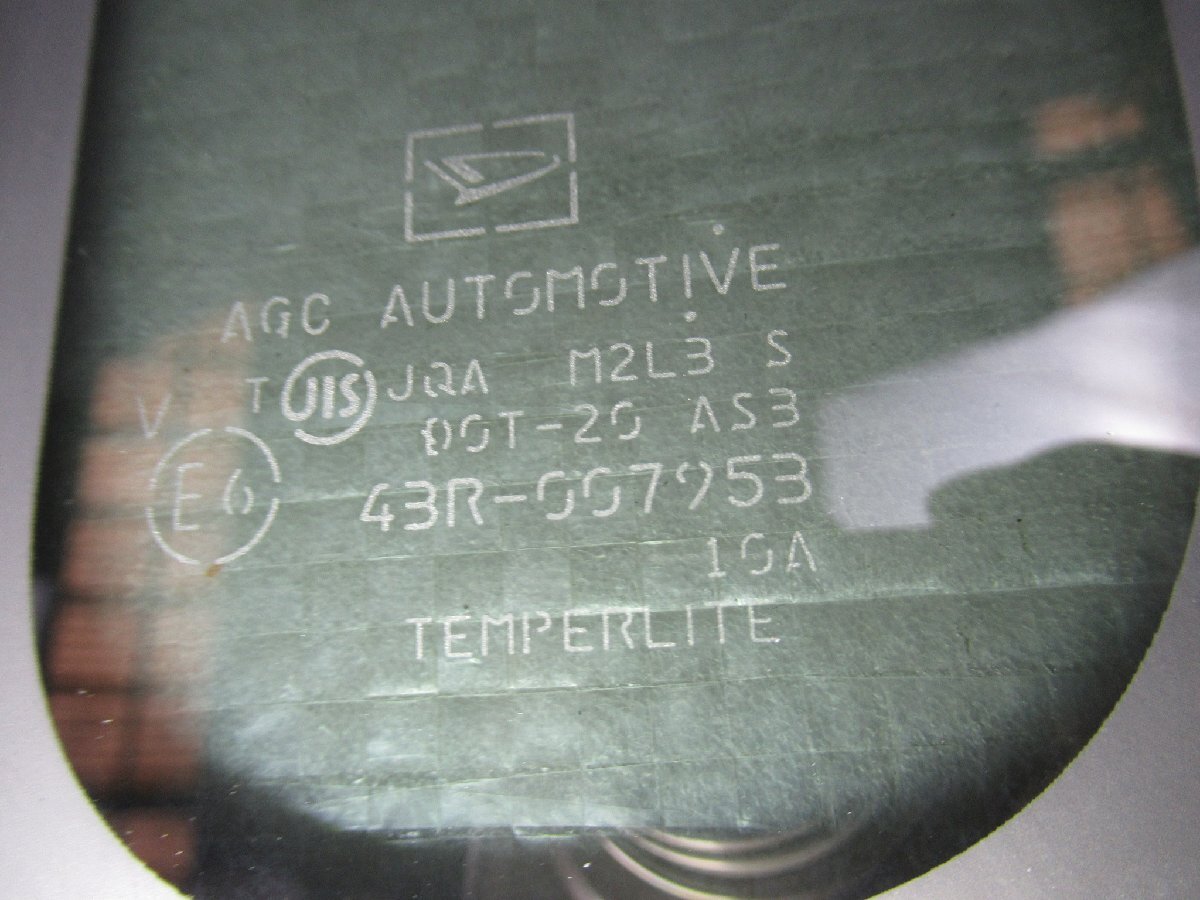 AGC AUTOMOTIVE
T JIS JQA M2L3 S
V DOT-20 AS3
E6 43R-007953
10A
TEMPERLITE